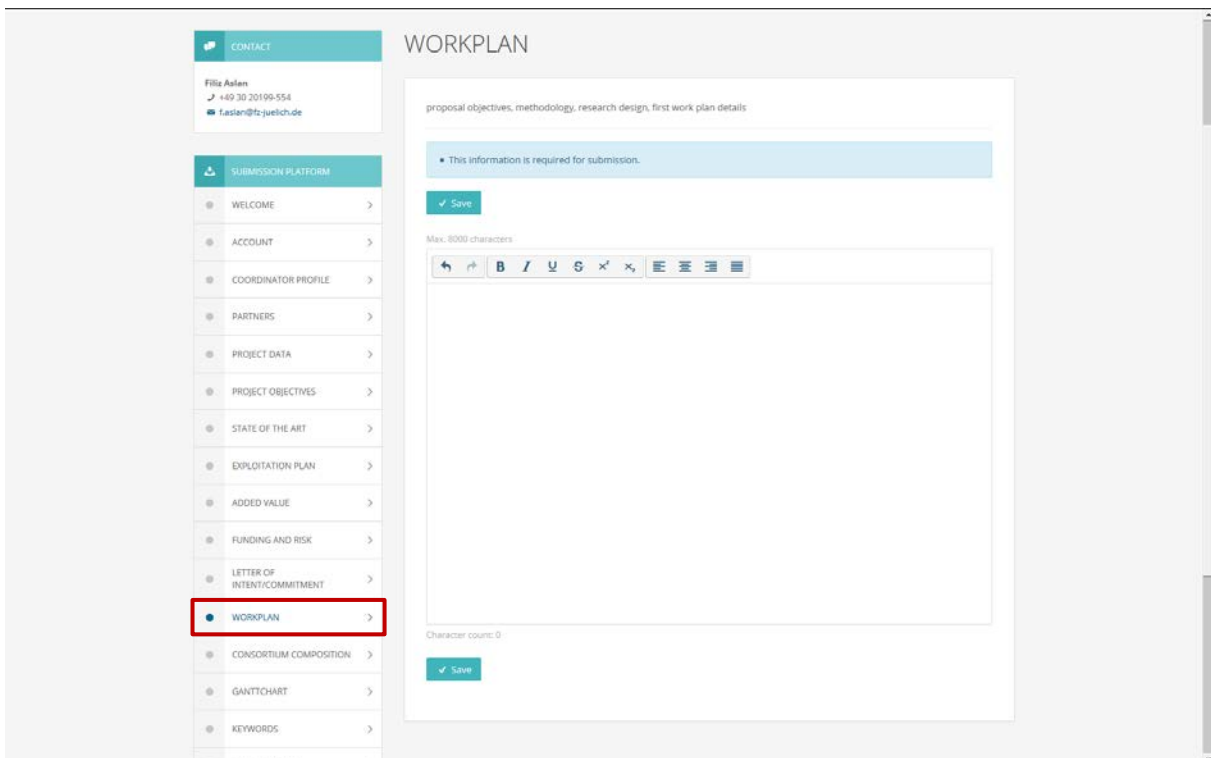 CONTACT
Filiz Aslan
+49 30 20199-554
f.aslan@fz-juelich.de
SUBMISSION PLATFORM
WELCOME
ACCOUNT
COORDINATOR PROFILE
PARTNERS
PROJECT DATA
PROJECT OBJECTIVES
STATE OF THE ART
EXPLOITATION PLAN
ADDED VALUE
FUNDING AND RISK
LETTER OF
INTENT/COMMITMENT
WORKPLAN
CONSORTIUM COMPOSITION
GANTTCHART
KEYWORDS
WORKPLAN
proposal objectives, methodology, research design, first work plan details
• This information is required for submission.
Save
Max. 8000 characters
B I U S x² x₂
Character count: 0
Save